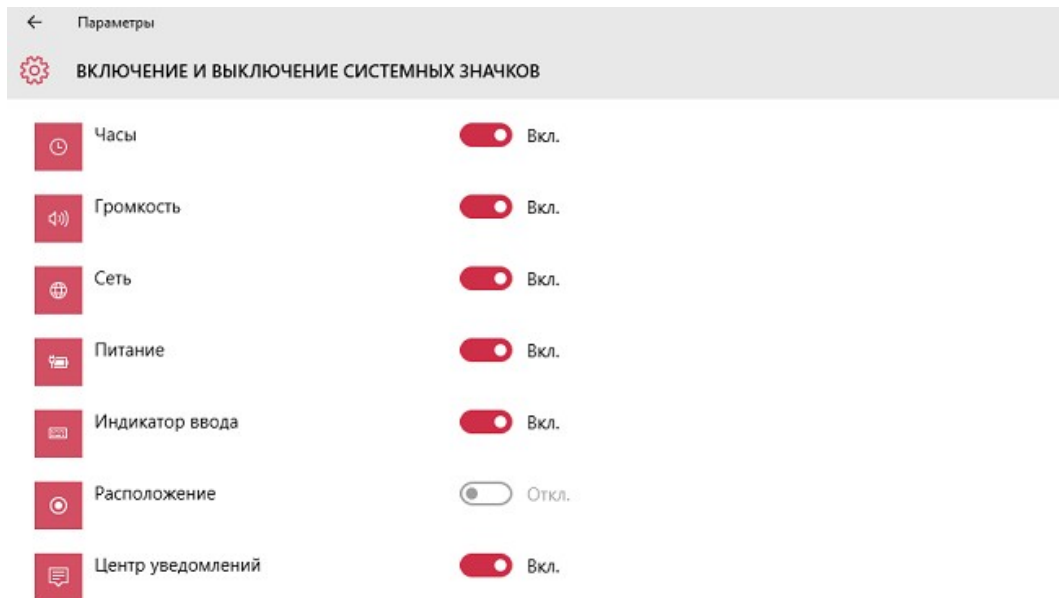 Параметры
ВКЛЮЧЕНИЕ И ВЫКЛЮЧЕНИЕ СИСТЕМНЫХ ЗНАЧКОВ
Часы Вкл.
Громкость Вкл.
Сеть Вкл.
Питание Вкл.
Индикатор ввода Вкл.
Расположение Откл.
Центр уведомлений Вкл.